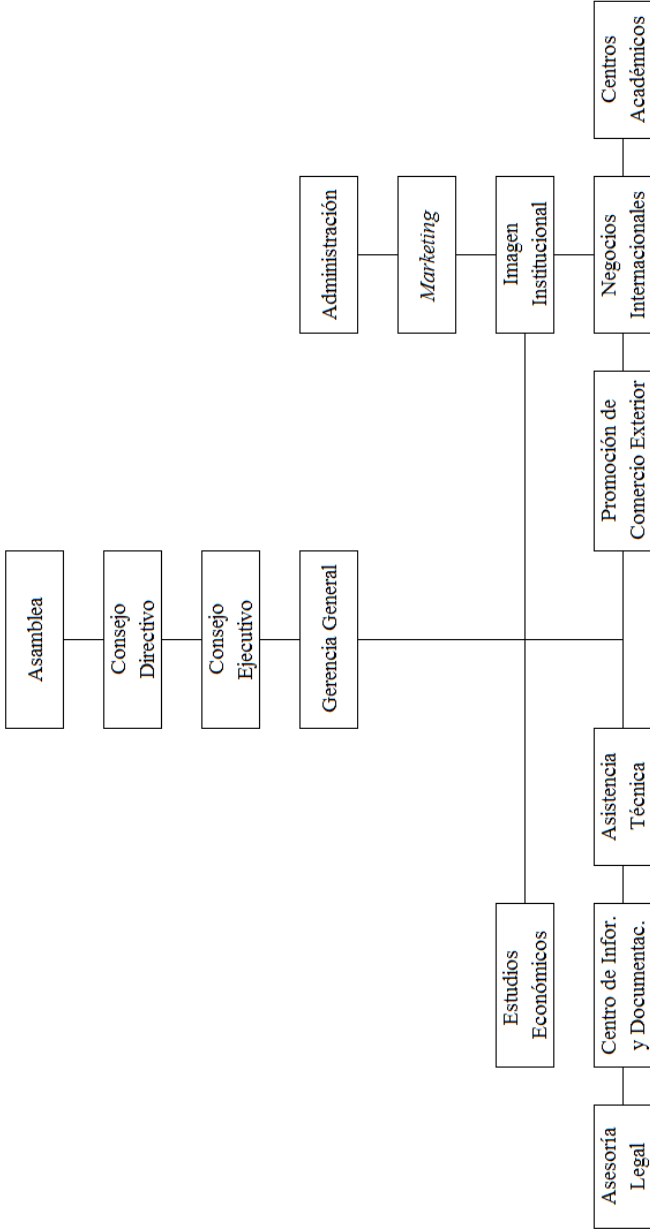 Asamblea
Consejo
Directivo
Consejo
Ejecutivo
Gerencia General
Administración
Marketing
Estudios
Económicos
Imagen
Institucional
Asesoría
Legal
Centro de Infor.
y Documentac.
Asistencia
Técnica
Promoción de
Comercio Exterior
Negocios
Internacionales
Centros
Académicos